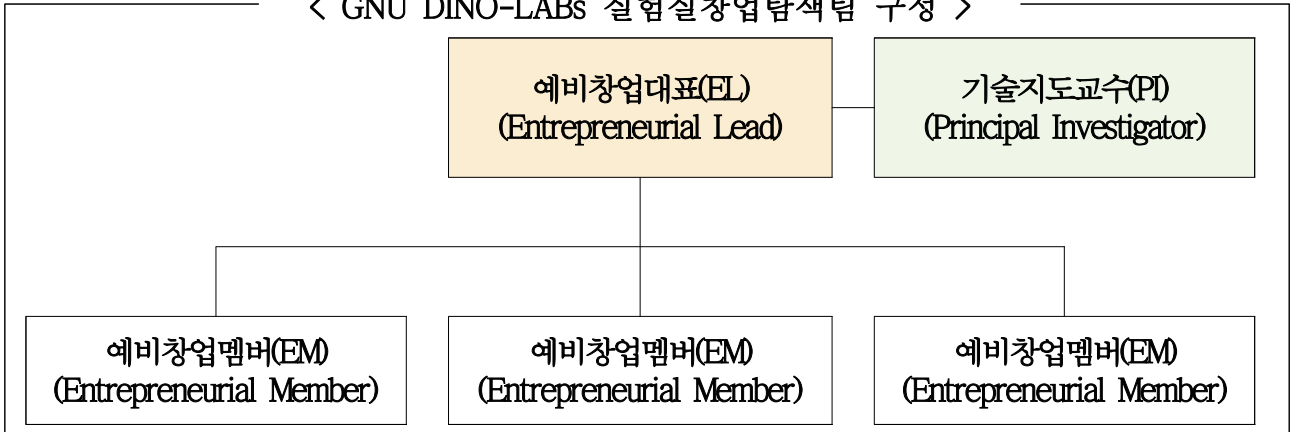 < GNU DINO-LABs 실험실창업탐색팀 구성 >
예비창업대표(EL)
(Entrepreneurial Lead)
기술지도교수(PI)
(Principal Investigator)
예비창업멤버(EM)
(Entrepreneurial Member)
예비창업멤버(EM)
(Entrepreneurial Member)
예비창업멤버(EM)
(Entrepreneurial Member)